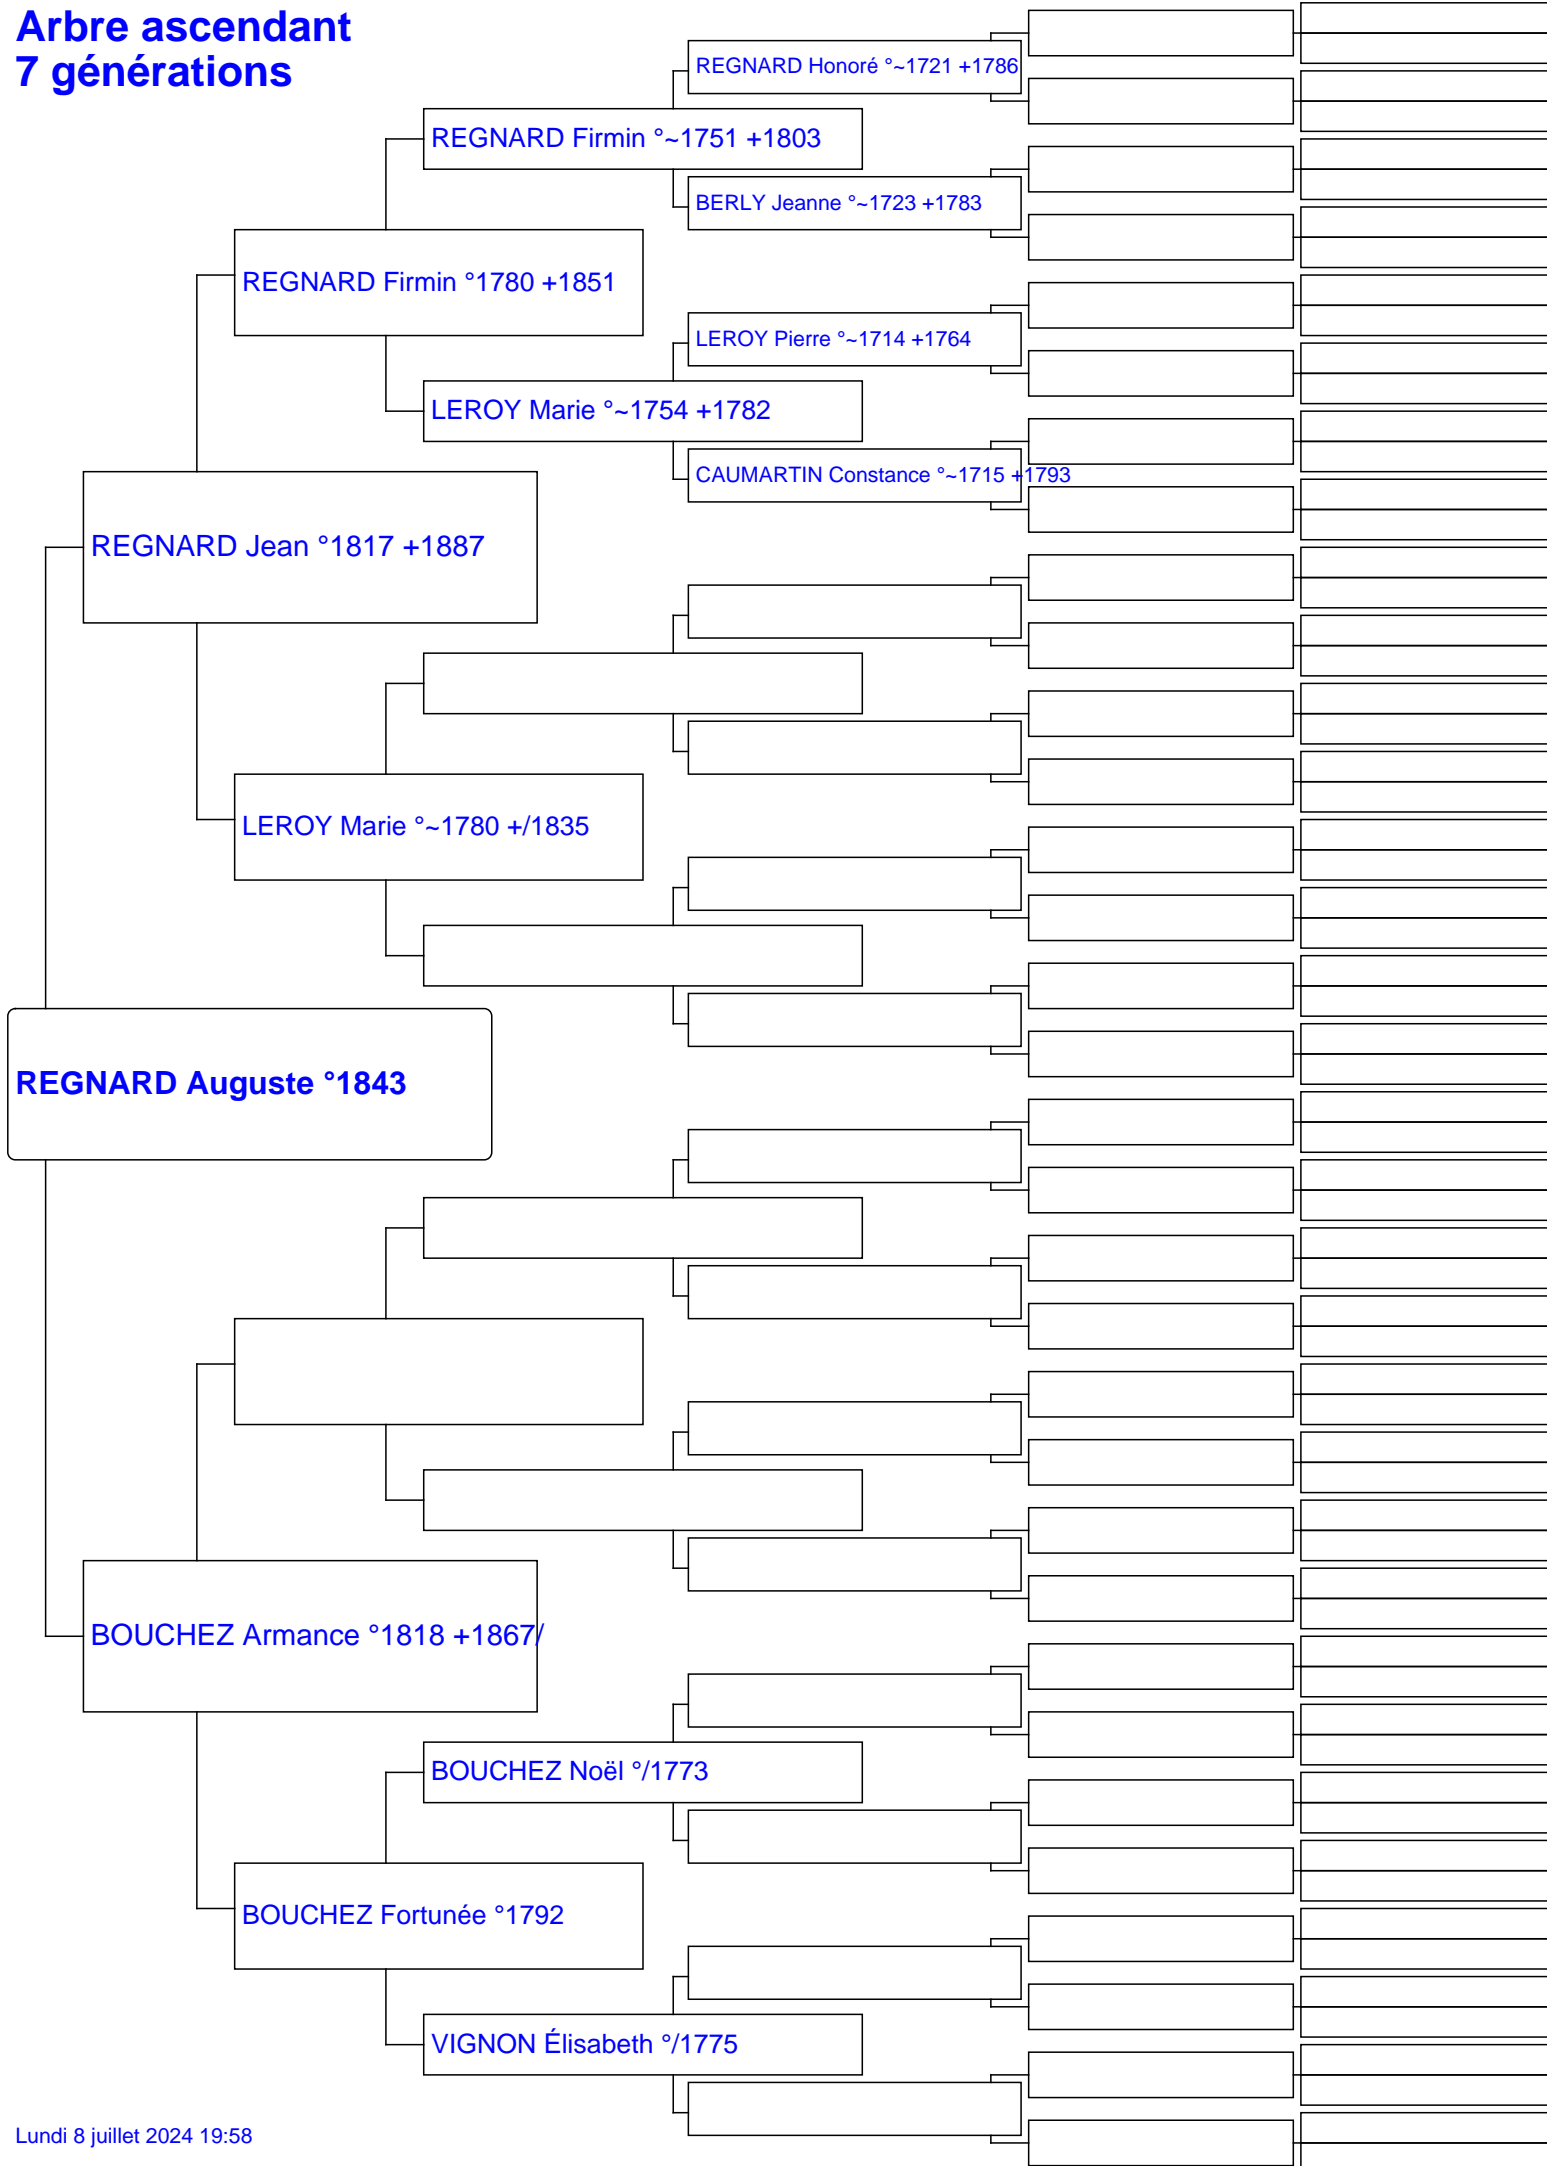 Arbre ascendant
7 générations
REGNARD Honoré °~1721 +1786
REGNARD Firmin °~1751 +1803
BERLY Jeanne °~1723 +1783
REGNARD Firmin °1780 +1851
LEROY Pierre °~1714 +1764
LEROY Marie °~1754 +1782
CAUMARTIN Constance °~1715 +1793
REGNARD Jean °1817 +1887
LEROY Marie °~1780 +/1835
REGNARD Auguste °1843
BOUCHEZ Armance °1818 +1867/
BOUCHEZ Noël °/1773
BOUCHEZ Fortunée °1792
VIGNON Élisabeth °/1775
Lundi 8 juillet 2024 19:58